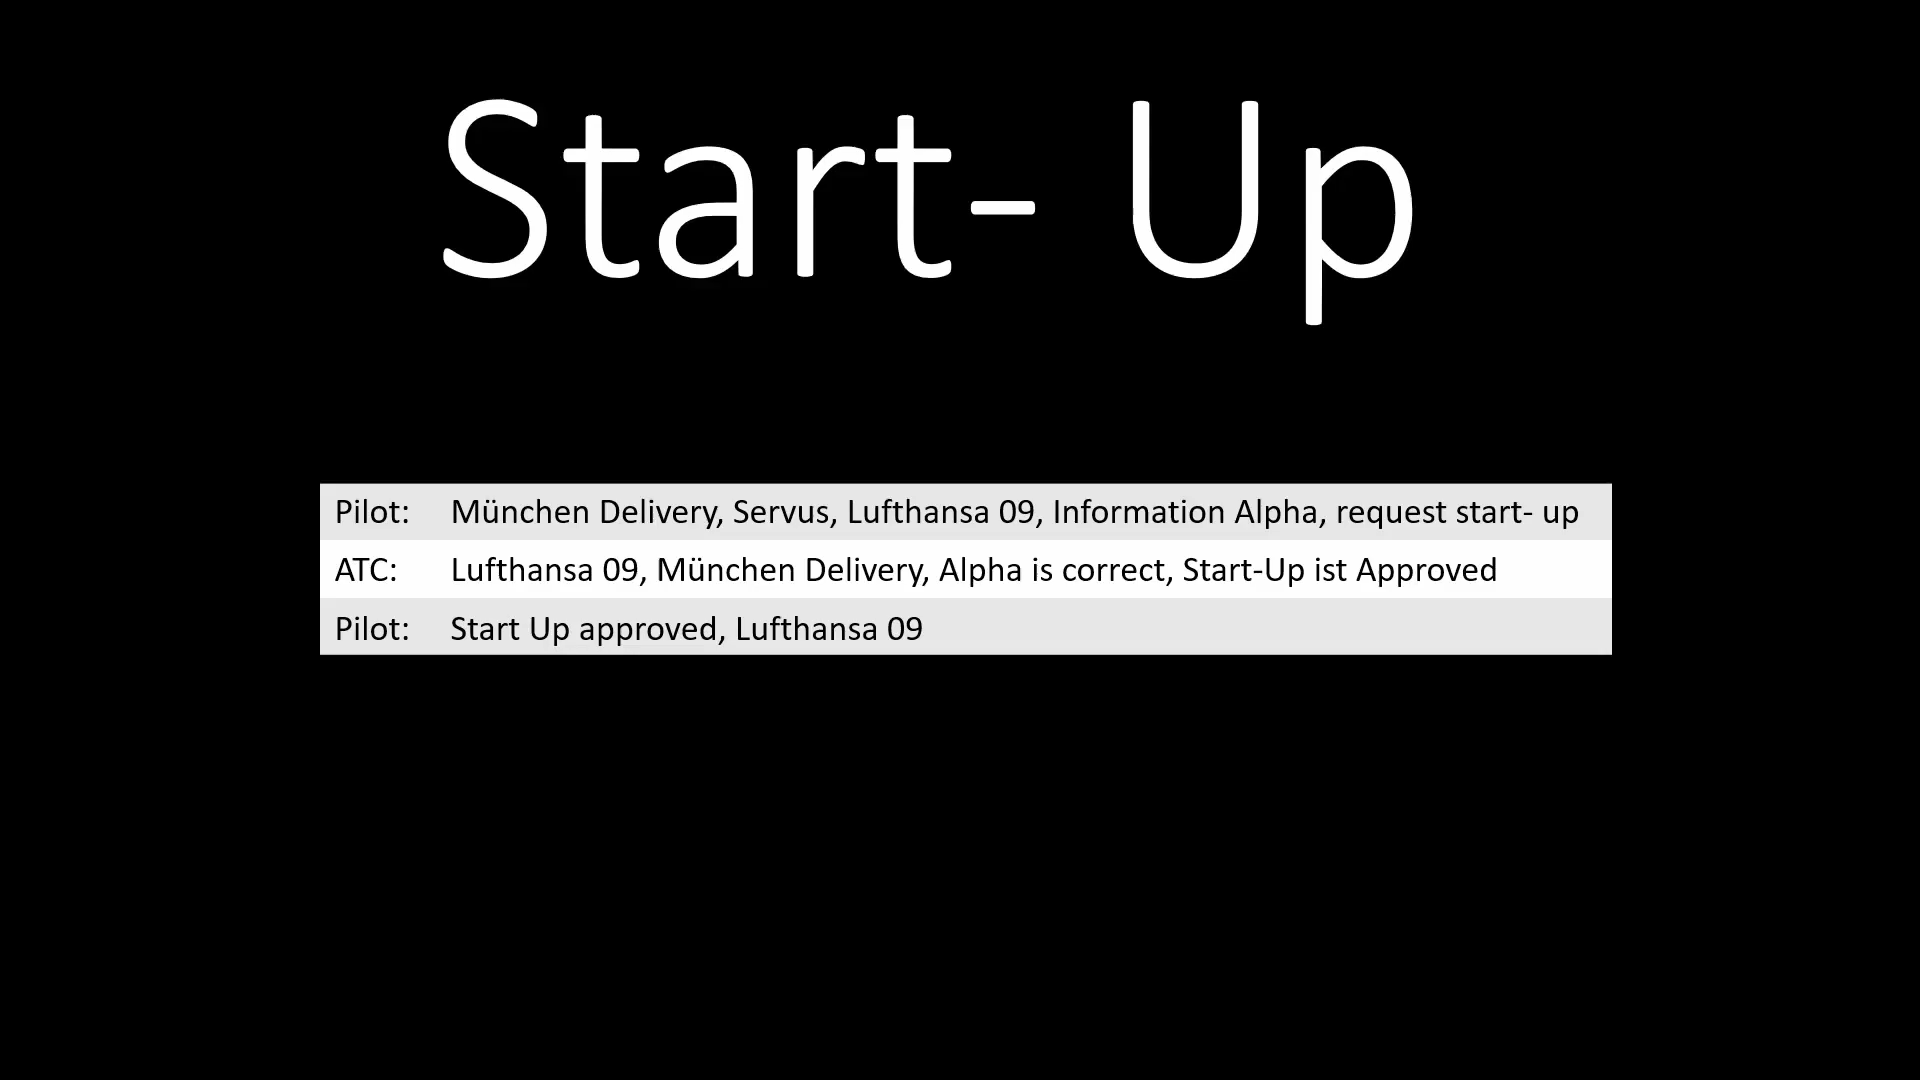 Start- Up
Pilot: München Delivery, Servus, Lufthansa 09, Information Alpha, request start- up
ATC: Lufthansa 09, München Delivery, Alpha is correct, Start-Up ist Approved
Pilot: Start Up approved, Lufthansa 09